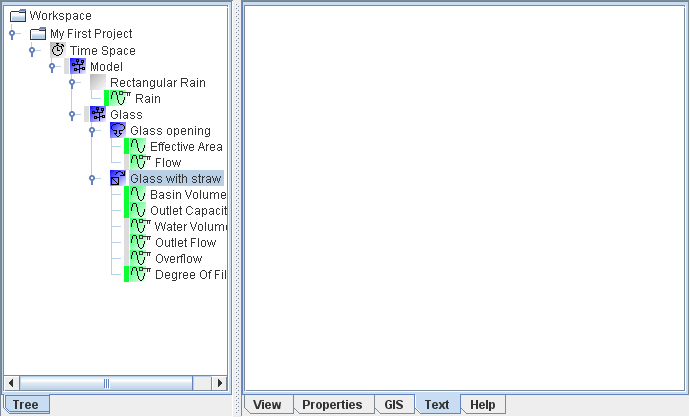 Workspace
My First Project
Time Space
Model
Rectangular Rain
Rain
Glass
Glass opening
Effective Area
Flow
Glass with straw
Basin Volume
Outlet Capacit
Water Volum
Outlet Flow
Overflow
Degree Of Fil
Tree
View Properties GIS Text Help